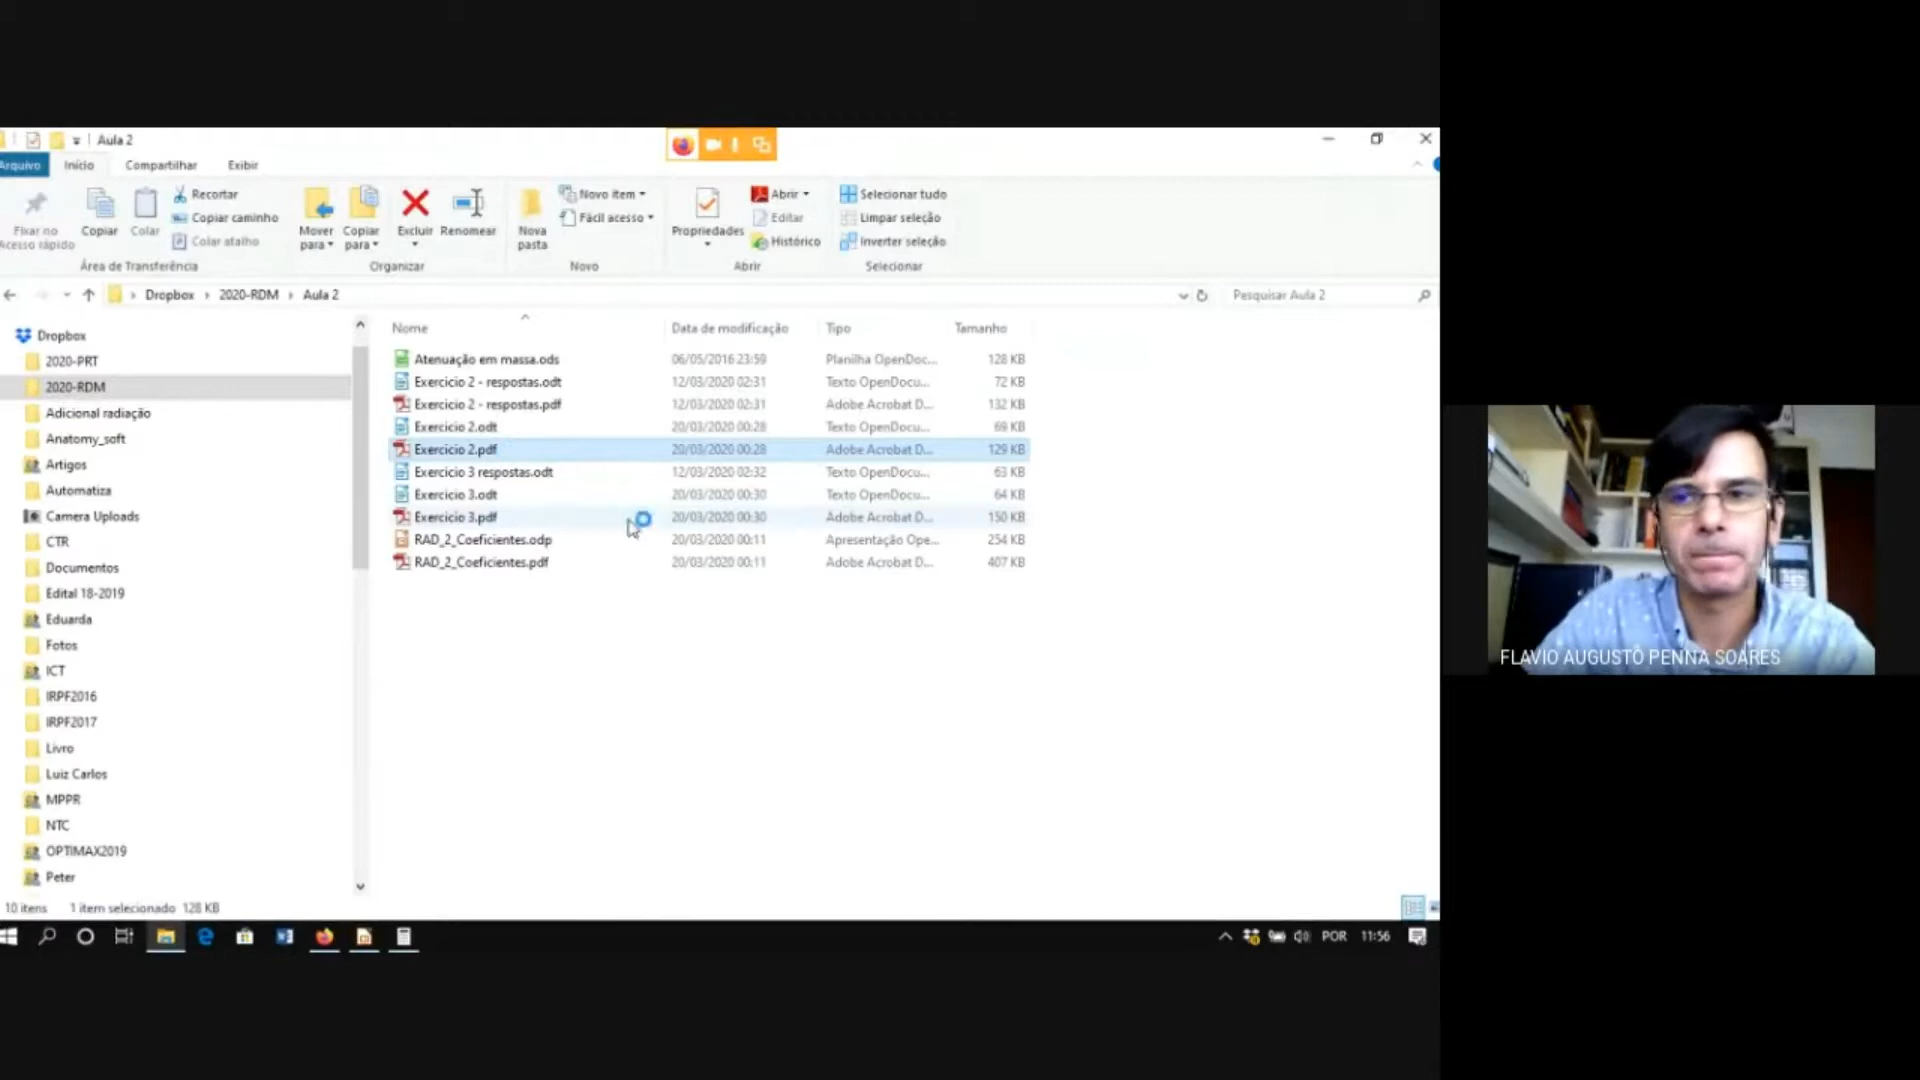 Aula 2
Arquivo Início Compartilhar Exibir
Fixar no Acesso rápido
Copiar
Colar
Recortar
Copiar caminho
Colar atalho
Área de Transferência
Mover para
Copiar para
Excluir
Renomear
Organizar
Nova pasta
Novo item
Fácil acesso
Novo
Propriedades
Abrir
Editar
Histórico
Abrir
Selecionar tudo
Limpar seleção
Inverter seleção
Selecionar
Dropbox › 2020-RDM › Aula 2
Pesquisar Aula 2
Dropbox
2020-PRT
2020-RDM
Adicional radiação
Anatomy_soft
Artigos
Automatiza
Camera Uploads
CTR
Documentos
Edital 18-2019
Eduarda
Fotos
ICT
IRPF2016
IRPF2017
Livro
Luiz Carlos
MPPR
NTC
OPTIMAX2019
Peter
Nome Data de modificação Tipo Tamanho
Atenuação em massa.ods 06/05/2016 23:59 Planilha OpenDoc... 128 KB
Exercicio 2 - respostas.odt 12/03/2020 02:31 Texto OpenDocu... 72 KB
Exercicio 2 - respostas.pdf 12/03/2020 02:31 Adobe Acrobat D... 132 KB
Exercicio 2.odt 20/03/2020 00:28 Texto OpenDocu... 69 KB
Exercicio 2.pdf 20/03/2020 00:28 Adobe Acrobat D... 129 KB
Exercicio 3 respostas.odt 12/03/2020 02:32 Texto OpenDocu... 63 KB
Exercicio 3.odt 20/03/2020 00:30 Texto OpenDocu... 64 KB
Exercicio 3.pdf 20/03/2020 00:30 Adobe Acrobat D... 150 KB
RAD_2_Coeficientes.odp 20/03/2020 00:11 Apresentação Ope... 254 KB
RAD_2_Coeficientes.pdf 20/03/2020 00:11 Adobe Acrobat D... 407 KB
10 itens 1 item selecionado 128 KB
POR 11:56
FLAVIO AUGUSTO PENNA SOARES